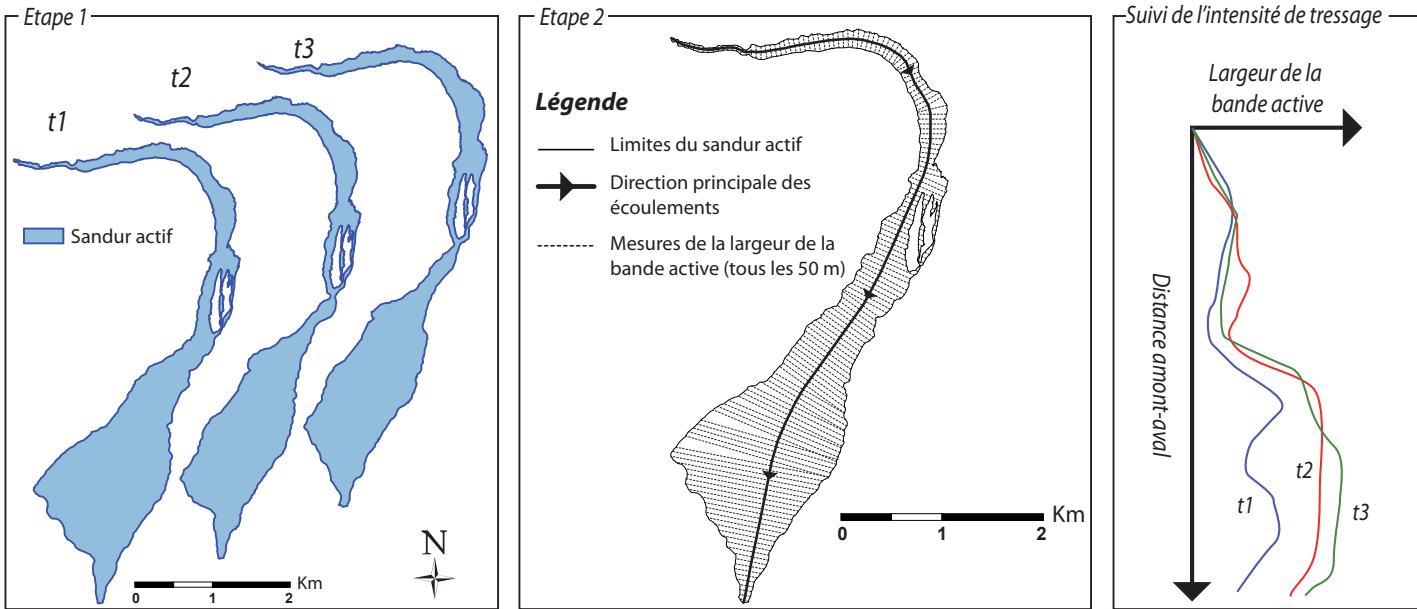 Etape 1
t1
t2
t3
Sandur actif
N
0 1 2 Km
Etape 2
Légende
Limites du sandur actif
Direction principale des
écoulements
Mesures de la largeur de la
bande active (tous les 50 m)
0 1 2 Km
Suivi de l'intensité de tressage
Largeur de la
bande active
Distance amont-aval
t1
t2
t3